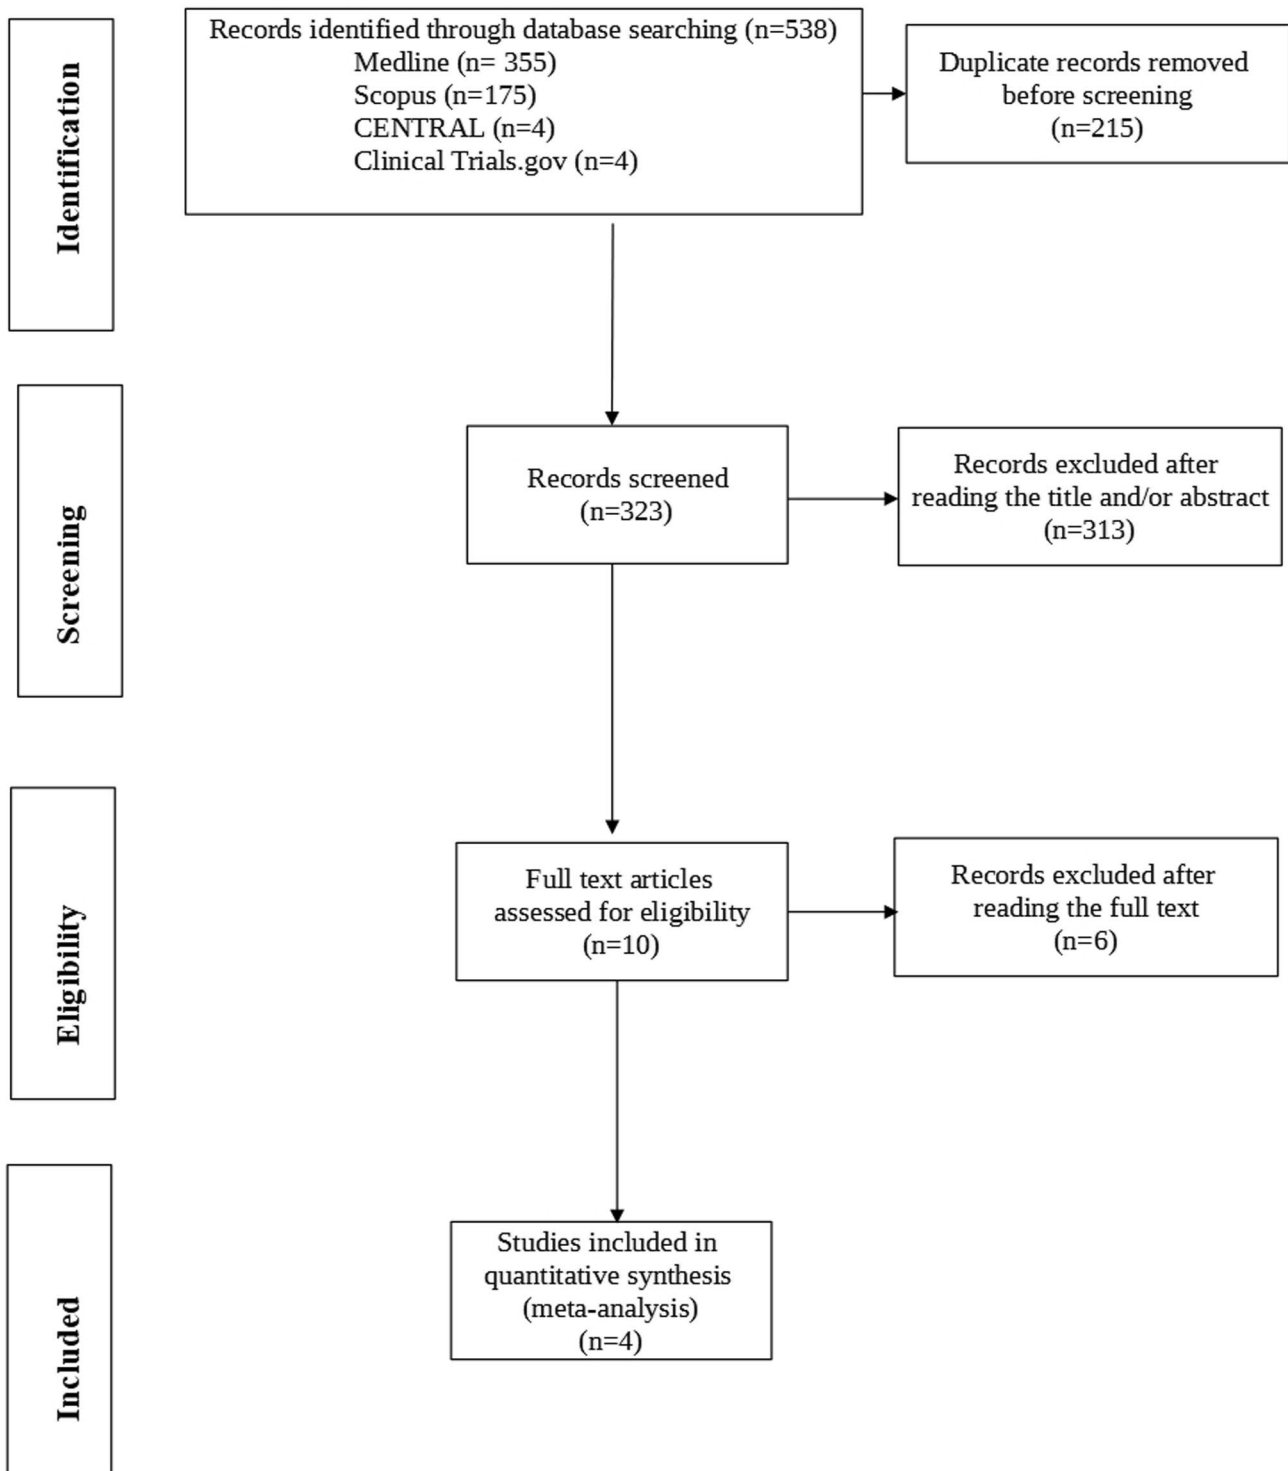 Identification
Records identified through database searching (n=538)
Medline (n= 355)
Scopus (n=175)
CENTRAL (n=4)
Clinical Trials.gov (n=4)
Duplicate records removed
before screening
(n=215)
Screening
Records screened
(n=323)
Records excluded after
reading the title and/or abstract
(n=313)
Eligibility
Full text articles
assessed for eligibility
(n=10)
Records excluded after
reading the full text
(n=6)
Included
Studies included in
quantitative synthesis
(meta-analysis)
(n=4)